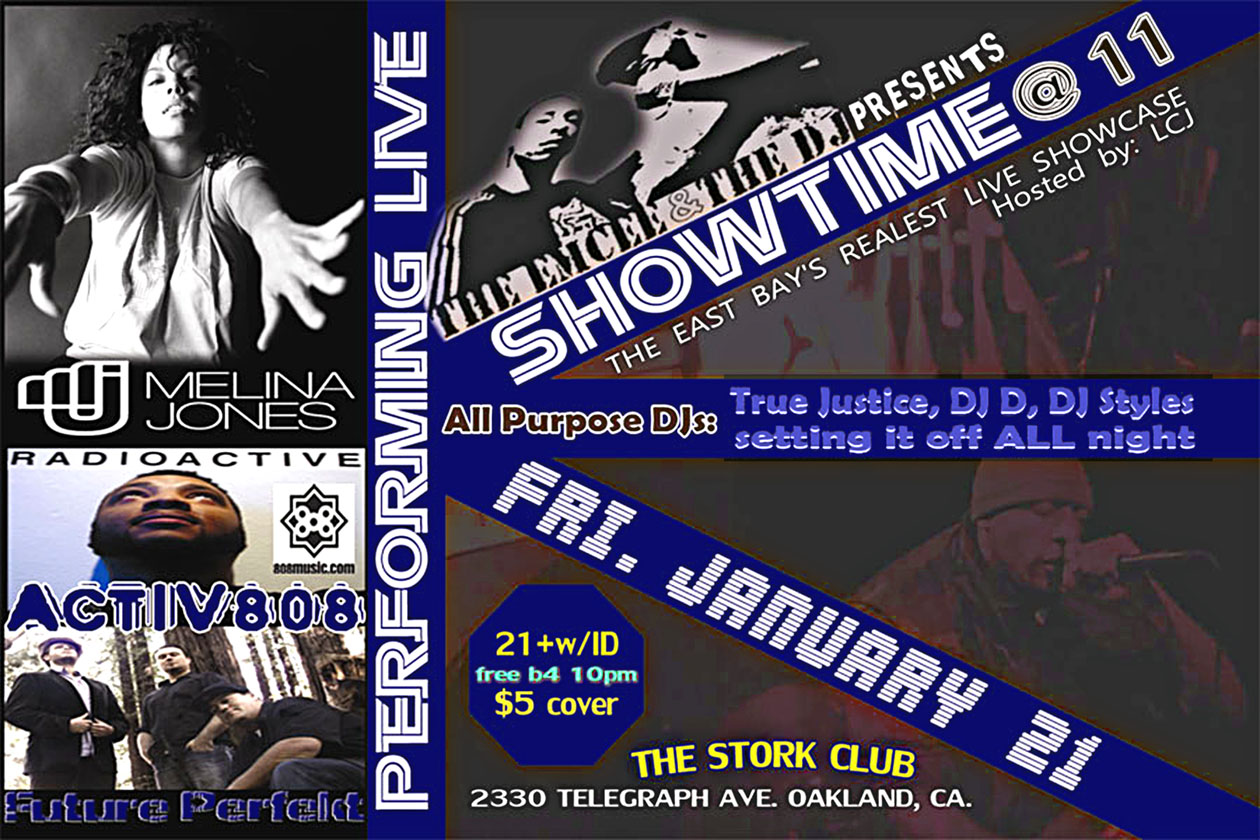 MELINA
JONES
RADIOACTIVE
808music.com
ACTIV808
Future Perfekt
PERFORMING LIVE
THE EMCEE & THE DJ PRESENTS
SHOWTIME @ 11
THE EAST BAY'S REALEST LIVE SHOWCASE
Hosted by: LCJ
All Purpose DJs:
True Justice, DJ D, DJ Styles
setting it off ALL night
FRI. JANUARY 21
21+w/ID
free b4 10pm
$5 cover
THE STORK CLUB
2330 TELEGRAPH AVE. OAKLAND, CA.